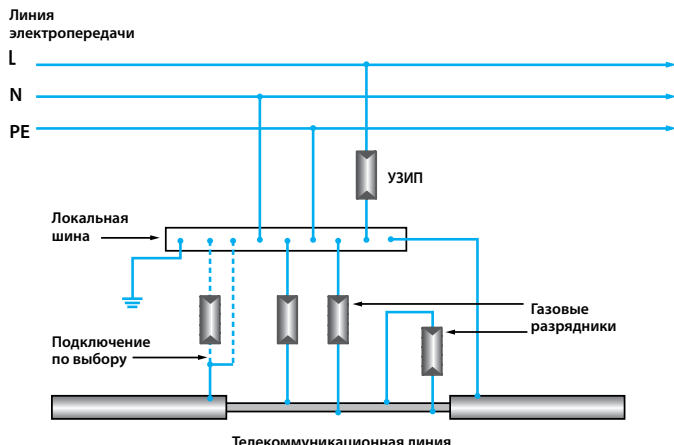 Линия
электропередачи
L
N
PE
УЗИП
Локальная
шина
Газовые
разрядники
Подключение
по выбору
Телекоммуникационная линия